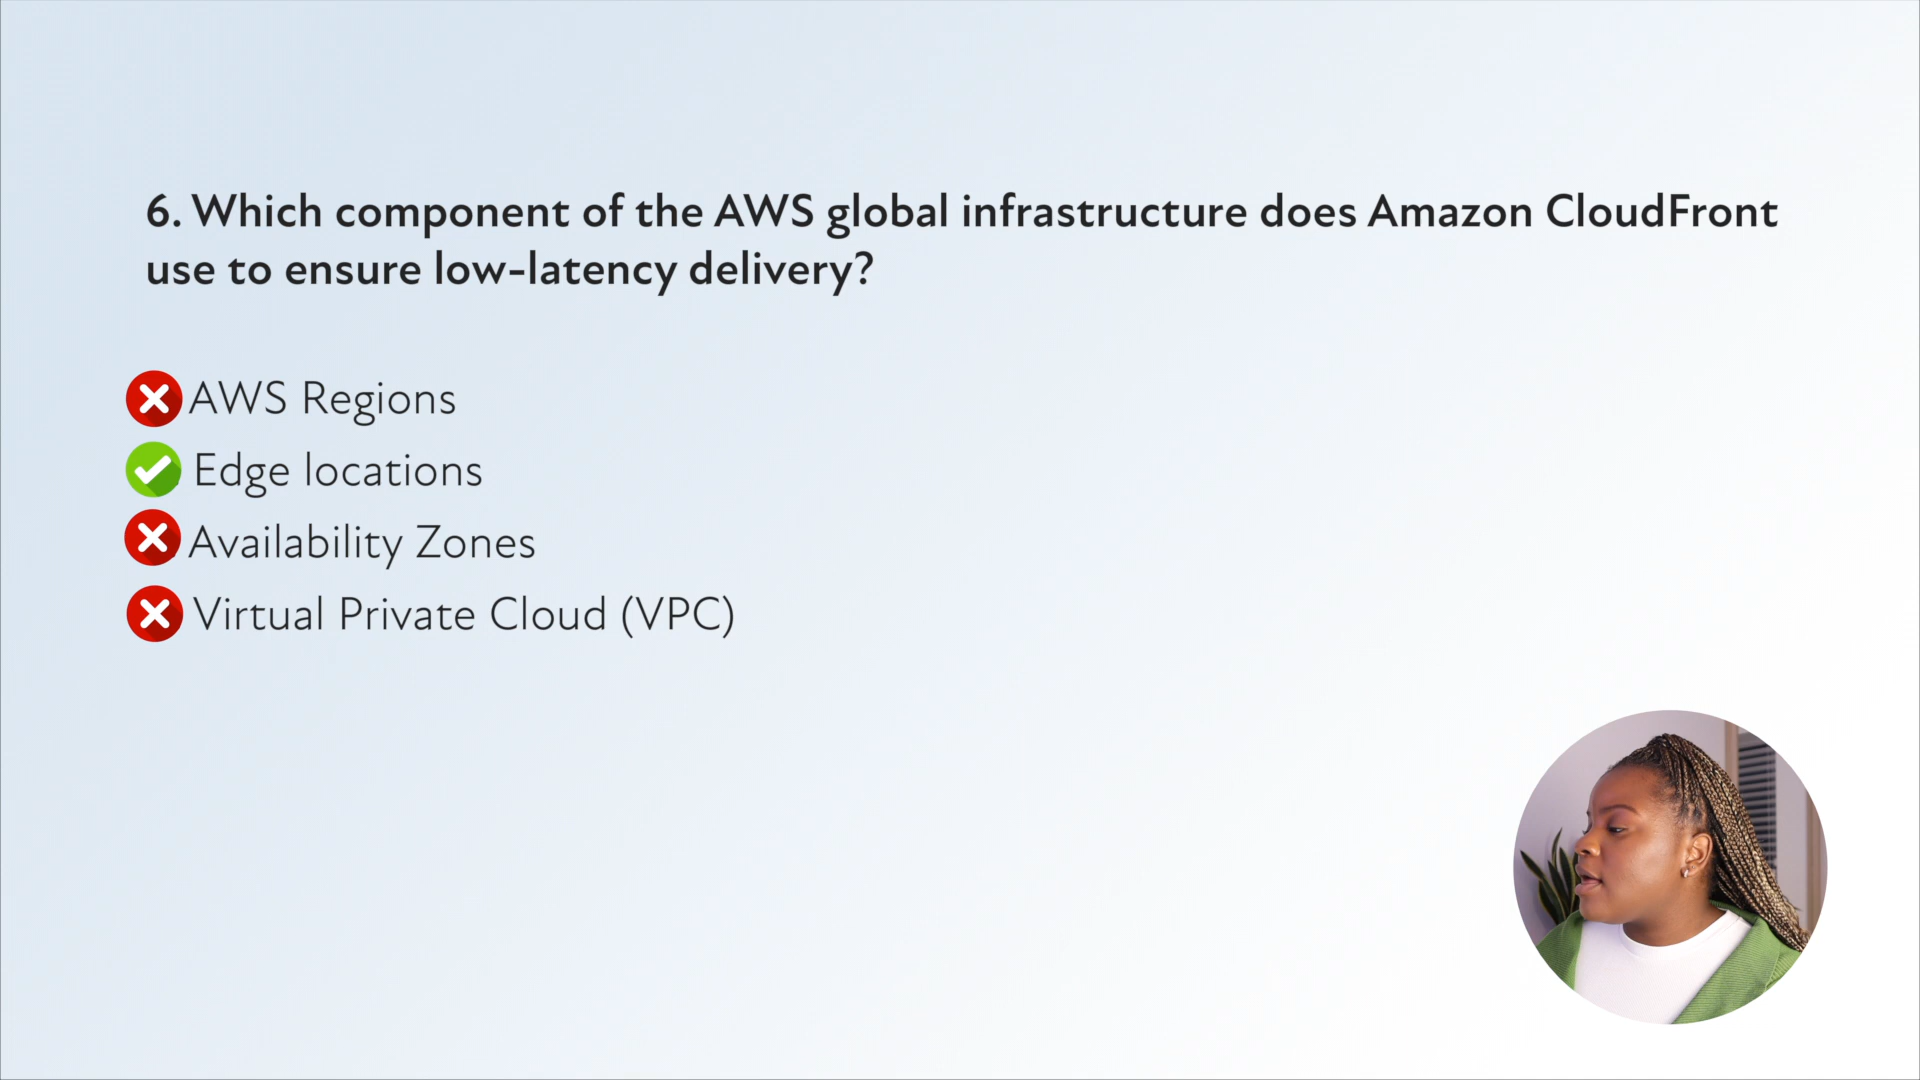 6. Which component of the AWS global infrastructure does Amazon CloudFront
use to ensure low-latency delivery?
AWS Regions
Edge locations
Availability Zones
Virtual Private Cloud (VPC)